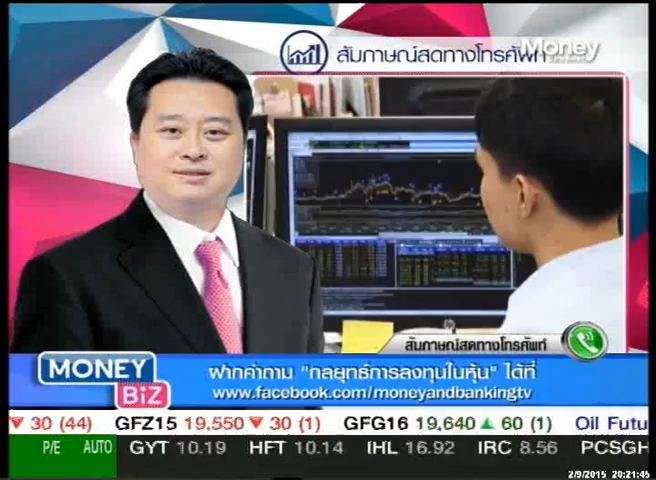 สัมภาษณ์สดทางโทรศัพท์
Money
สัมภาษณ์สดทางโทรศัพท์
MONEY
BiZ
ฝากคำถาม "กลยุทธ์การลงทุนในหุ้น" ได้ที่
www.facebook.com/moneyandbankingtv
▼ 30 (44) GFZ15 19,550 ▼ 30 (1) GFG16 19,640 ▲ 60 (1) Oil Futu
P/E AUTO GYT 10.19 HFT 10.14 IHL 16.92 IRC 8.56 PCSGH
2/9/2015 20:21:45